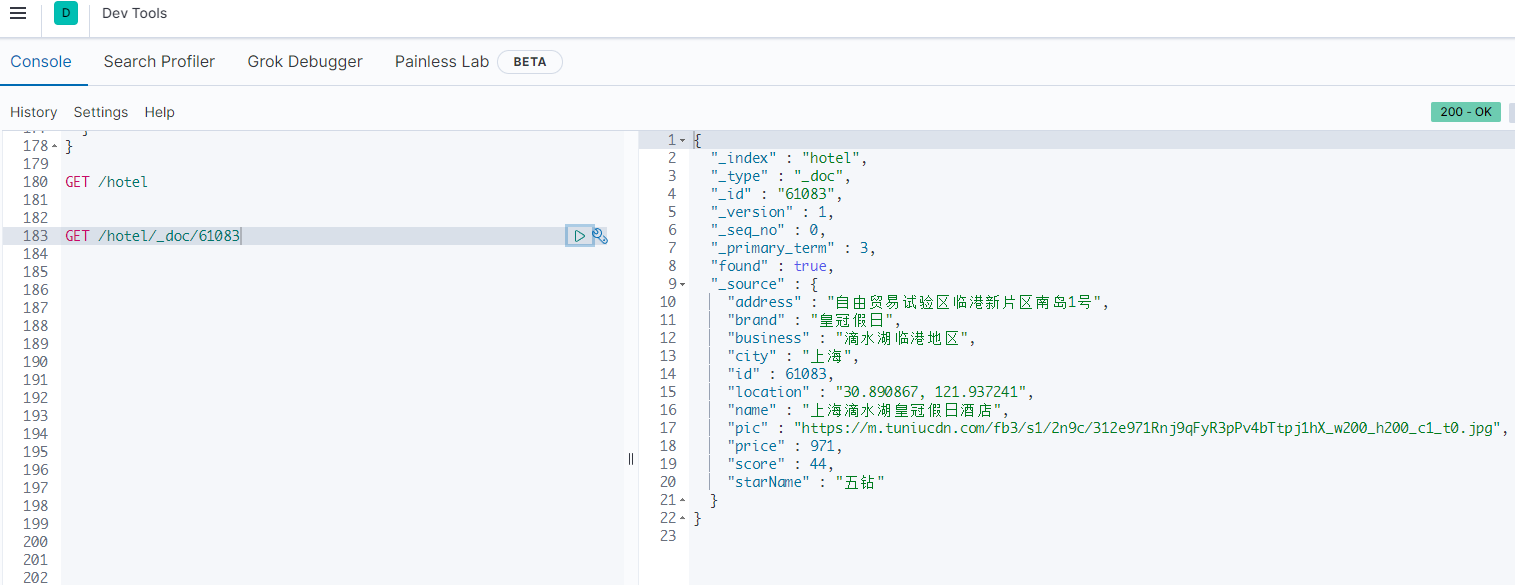 D Dev Tools
Console Search Profiler Grok Debugger Painless Lab BETA
History Settings Help 200 - OK
178 }
179
180 GET /hotel
181
182
183 GET /hotel/_doc/61083
184
185
186
187
188
189
190
191
192
193
194
195
196
197
198
199
200
201
202
1 {
2 "_index" : "hotel",
3 "_type" : "_doc",
4 "_id" : "61083",
5 "_version" : 1,
6 "_seq_no" : 0,
7 "_primary_term" : 3,
8 "found" : true,
9 "_source" : {
10 "address" : "自由贸易试验区临港新片区南岛1号",
11 "brand" : "皇冠假日",
12 "business" : "滴水湖临港地区",
13 "city" : "上海",
14 "id" : 61083,
15 "location" : "30.890867, 121.937241",
16 "name" : "上海滴水湖皇冠假日酒店",
17 "pic" : "https://m.tuniucdn.com/fb3/s1/2n9c/312e971Rnj9qFyR3pPv4bTtpj1hX_w200_h200_c1_t0.jpg",
18 "price" : 971,
19 "score" : 44,
20 "starName" : "五钻"
21 }
22 }
23